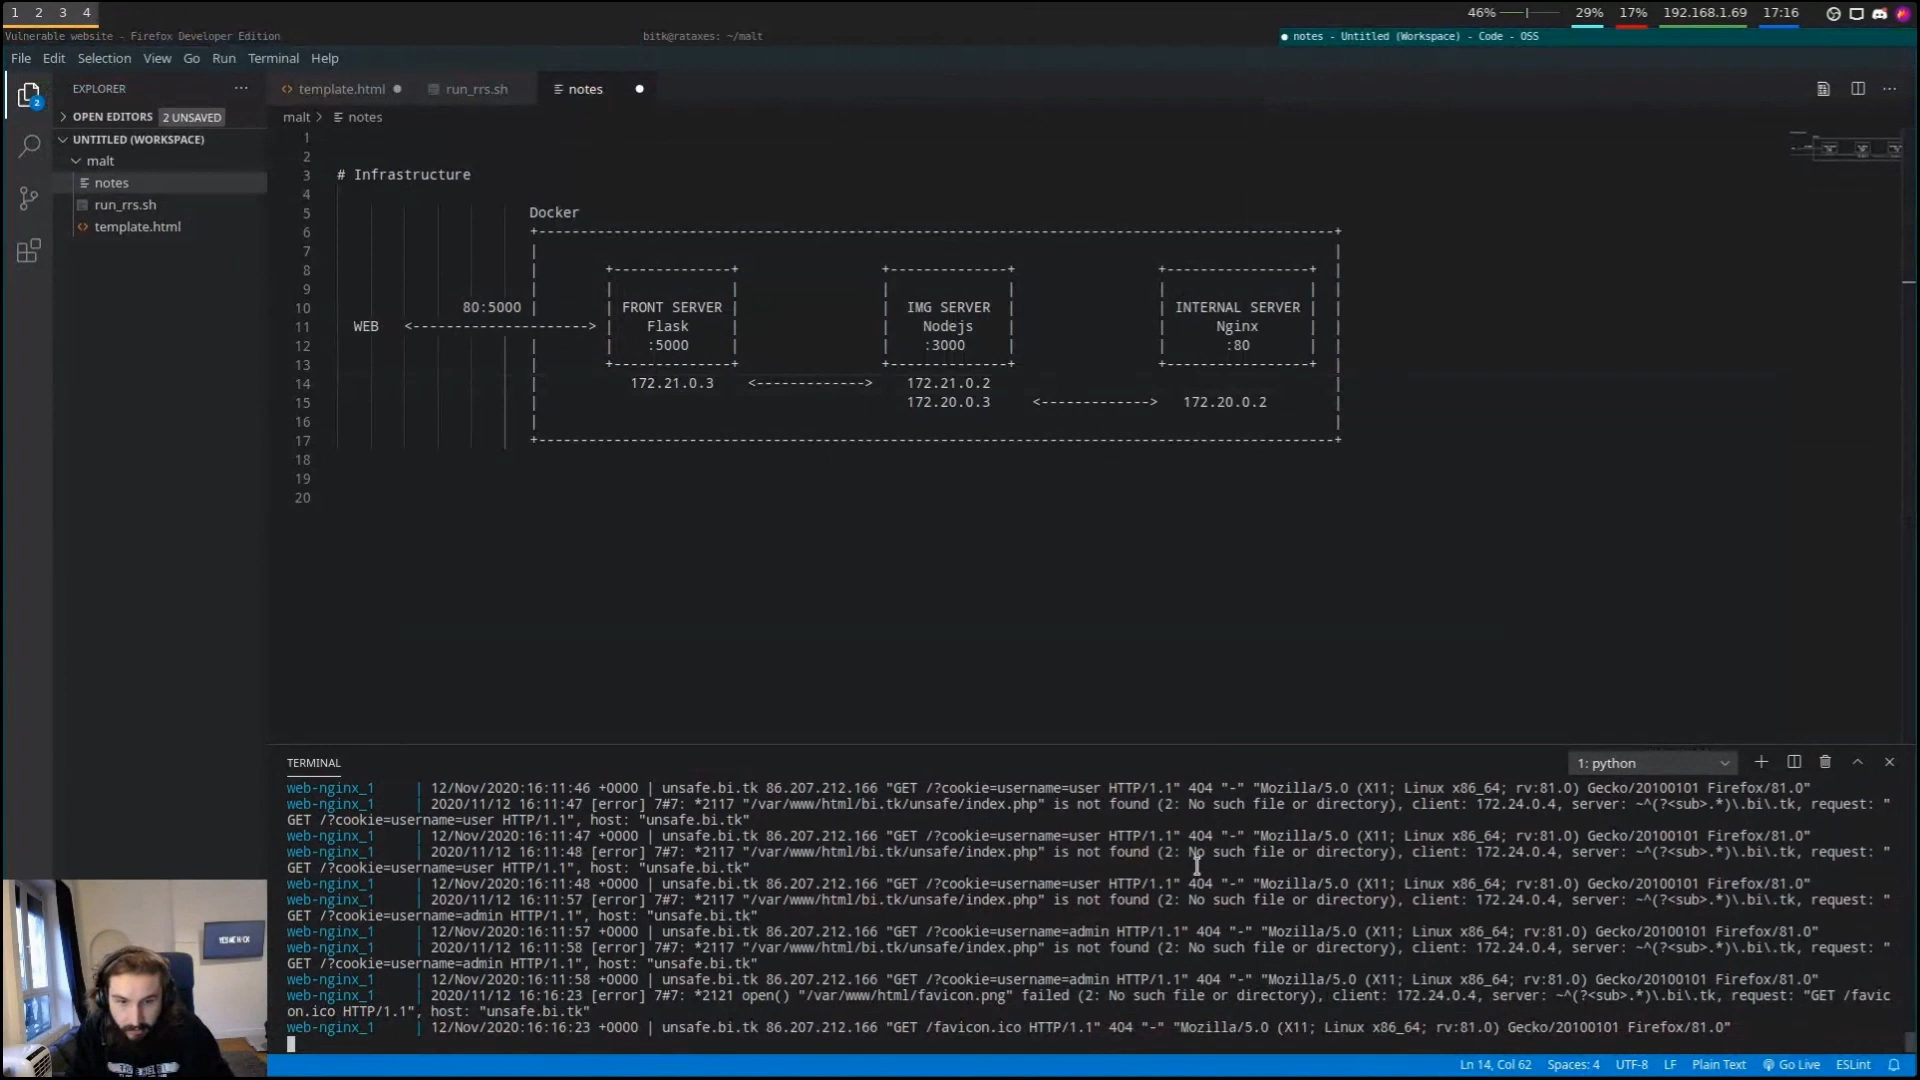 1 2 3 4
46% 29% 17% 192.168.1.69 17:16
Vulnerable website - Firefox Developer Edition
bitk@rataxes: ~/malt
● notes - Untitled (Workspace) - Code - OSS
File Edit Selection View Go Run Terminal Help
EXPLORER ···
template.html ●
run_rrs.sh
notes ●
OPEN EDITORS 2 UNSAVED
UNTITLED (WORKSPACE)
malt
notes
run_rrs.sh
template.html
2
malt > notes
1
2
3 # Infrastructure
4
5 Docker
6 +-----------------------------------------------------------------------------------------------+
7 | |
8 | +--------------+ +--------------+ +-----------------+ |
9 | | | | | | | |
10 80:5000 | | FRONT SERVER | | IMG SERVER | | INTERNAL SERVER | |
11 WEB <---------------------> | Flask | | Nodejs | | Nginx | |
12 | | :5000 | | :3000 | | :80 | |
13 | +--------------+ +--------------+ +-----------------+ |
14 | 172.21.0.3 <-------------> 172.21.0.2 |
15 | 172.20.0.3 <-------------> 172.20.0.2 |
16 | |
17 +-----------------------------------------------------------------------------------------------+
18
19
20
TERMINAL
1: python
web-nginx_1 | 12/Nov/2020:16:11:46 +0000 | unsafe.bi.tk 86.207.212.166 "GET /?cookie=username=user HTTP/1.1" 404 "-" "Mozilla/5.0 (X11; Linux x86_64; rv:81.0) Gecko/20100101 Firefox/81.0"
web-nginx_1 | 2020/11/12 16:11:47 [error] 7#7: *2117 "/var/www/html/bi.tk/unsafe/index.php" is not found (2: No such file or directory), client: 172.24.0.4, server: ~^(?<sub>.*)\.bi\.tk, request: "
GET /?cookie=username=user HTTP/1.1", host: "unsafe.bi.tk"
web-nginx_1 | 12/Nov/2020:16:11:47 +0000 | unsafe.bi.tk 86.207.212.166 "GET /?cookie=username=user HTTP/1.1" 404 "-" "Mozilla/5.0 (X11; Linux x86_64; rv:81.0) Gecko/20100101 Firefox/81.0"
web-nginx_1 | 2020/11/12 16:11:48 [error] 7#7: *2117 "/var/www/html/bi.tk/unsafe/index.php" is not found (2: No such file or directory), client: 172.24.0.4, server: ~^(?<sub>.*)\.bi\.tk, request: "
GET /?cookie=username=user HTTP/1.1", host: "unsafe.bi.tk"
web-nginx_1 | 12/Nov/2020:16:11:48 +0000 | unsafe.bi.tk 86.207.212.166 "GET /?cookie=username=user HTTP/1.1" 404 "-" "Mozilla/5.0 (X11; Linux x86_64; rv:81.0) Gecko/20100101 Firefox/81.0"
web-nginx_1 | 2020/11/12 16:11:57 [error] 7#7: *2117 "/var/www/html/bi.tk/unsafe/index.php" is not found (2: No such file or directory), client: 172.24.0.4, server: ~^(?<sub>.*)\.bi\.tk, request: "
GET /?cookie=username=admin HTTP/1.1", host: "unsafe.bi.tk"
web-nginx_1 | 12/Nov/2020:16:11:57 +0000 | unsafe.bi.tk 86.207.212.166 "GET /?cookie=username=admin HTTP/1.1" 404 "-" "Mozilla/5.0 (X11; Linux x86_64; rv:81.0) Gecko/20100101 Firefox/81.0"
web-nginx_1 | 2020/11/12 16:11:58 [error] 7#7: *2117 "/var/www/html/bi.tk/unsafe/index.php" is not found (2: No such file or directory), client: 172.24.0.4, server: ~^(?<sub>.*)\.bi\.tk, request: "
GET /?cookie=username=admin HTTP/1.1", host: "unsafe.bi.tk"
web-nginx_1 | 12/Nov/2020:16:11:58 +0000 | unsafe.bi.tk 86.207.212.166 "GET /?cookie=username=admin HTTP/1.1" 404 "-" "Mozilla/5.0 (X11; Linux x86_64; rv:81.0) Gecko/20100101 Firefox/81.0"
web-nginx_1 | 2020/11/12 16:16:23 [error] 7#7: *2121 open() "/var/www/html/favicon.png" failed (2: No such file or directory), client: 172.24.0.4, server: ~^(?<sub>.*)\.bi\.tk, request: "GET /favic
on.ico HTTP/1.1", host: "unsafe.bi.tk"
web-nginx_1 | 12/Nov/2020:16:16:23 +0000 | unsafe.bi.tk 86.207.212.166 "GET /favicon.ico HTTP/1.1" 404 "-" "Mozilla/5.0 (X11; Linux x86_64; rv:81.0) Gecko/20100101 Firefox/81.0"
Ln 14, Col 62 Spaces: 4 UTF-8 LF Plain Text Go Live ESLint